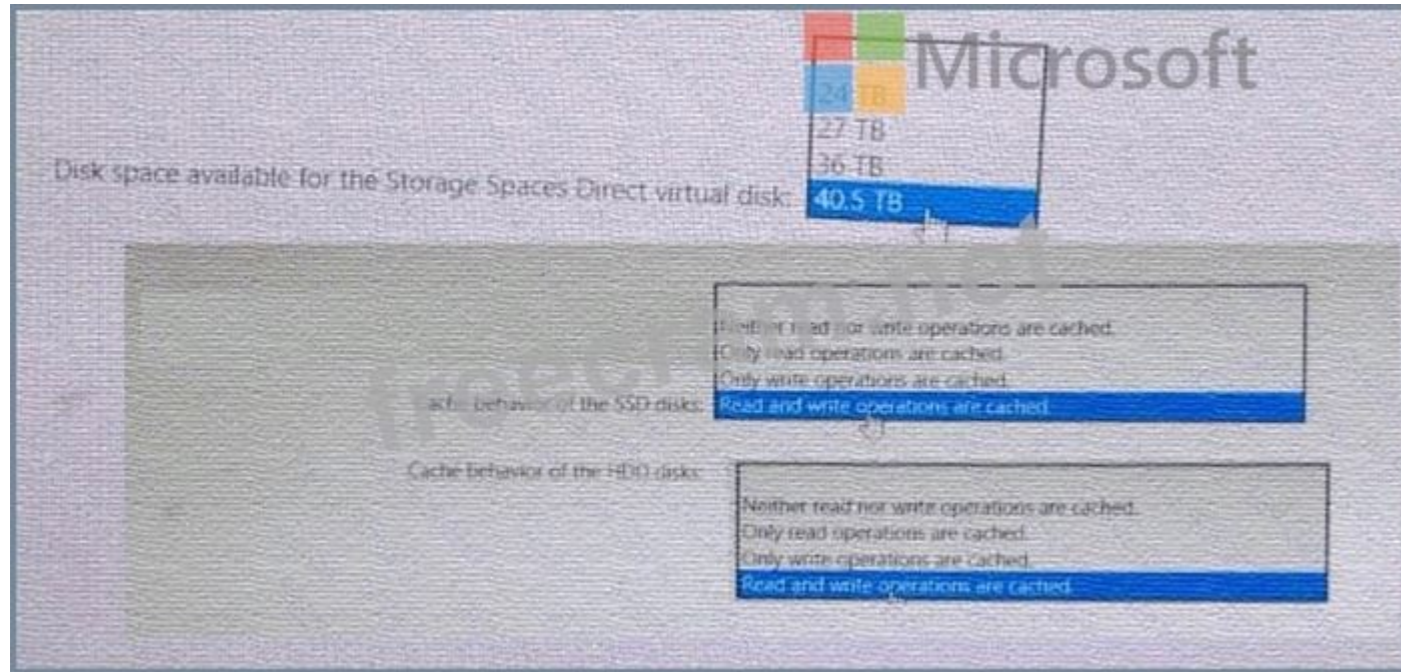 Microsoft
24 TB
27 TB
36 TB
Disk space available for the Storage Spaces Direct virtual disk:
40.5 TB
Neither read nor write operations are cached.
Only read operations are cached.
Only write operations are cached.
behavior of the SSD disks:
Read and write operations are cached.
Cache behavior of the HDD disks:
Neither read nor write operations are cached.
Only read operations are cached.
Only write operations are cached.
Read and write operations are cached.